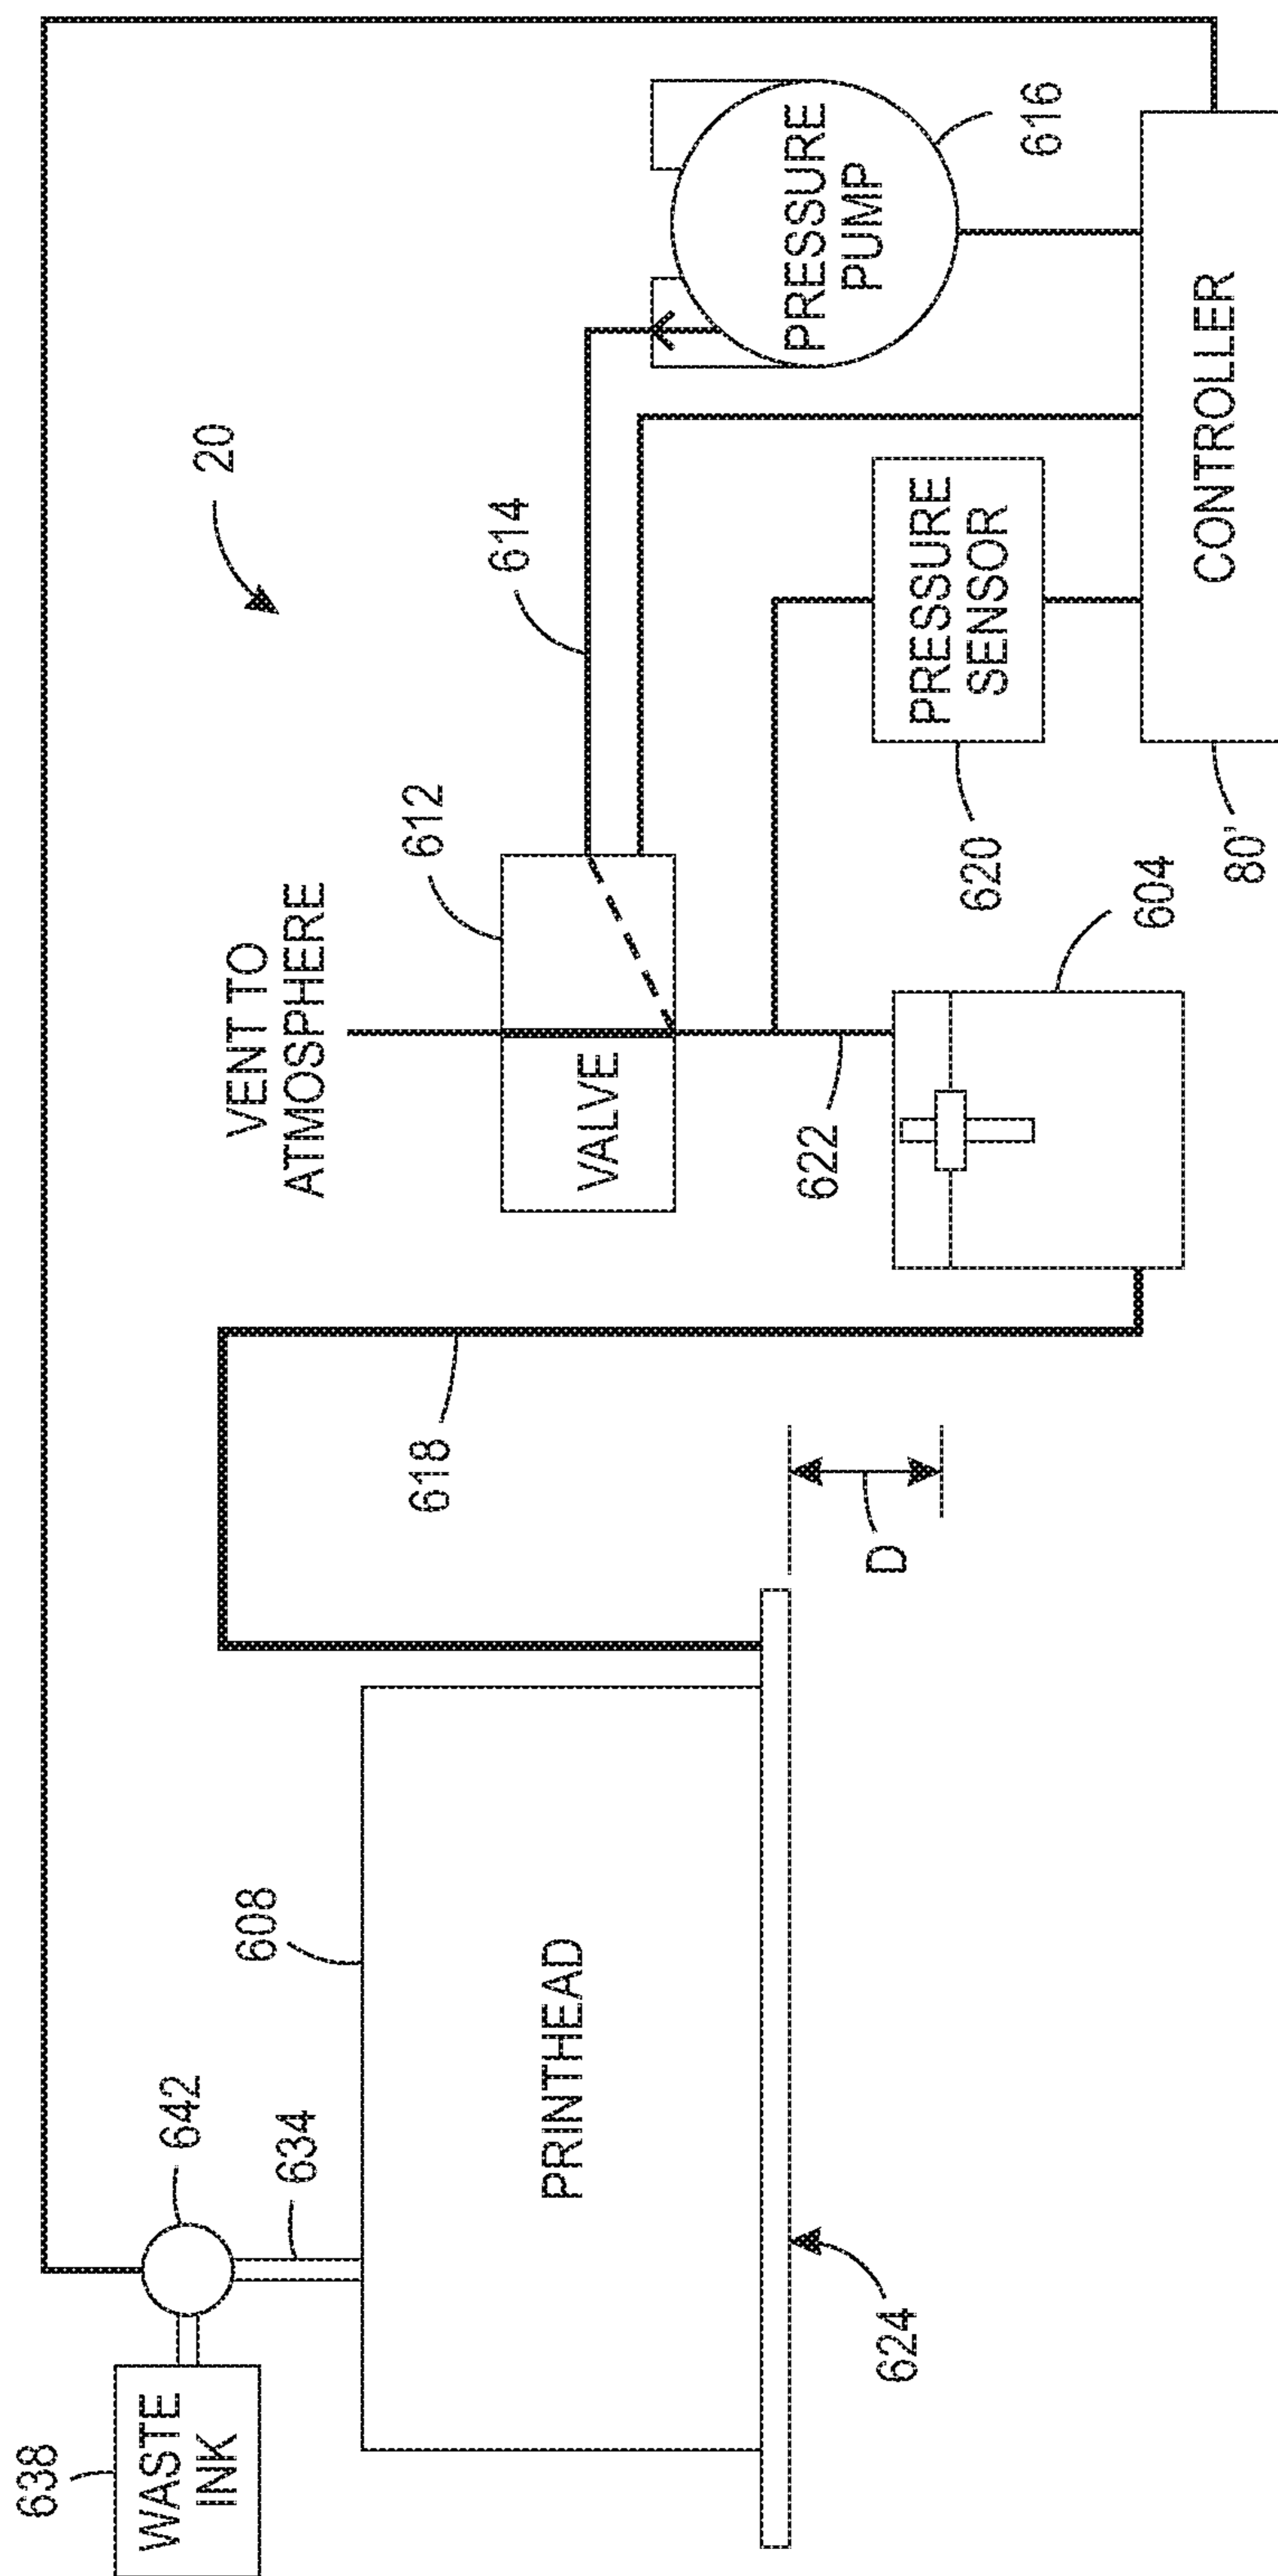 638
WASTE
INK
642
634
608
PRINTHEAD
624
618
D
20
VENT TO
ATMOSPHERE
612
VALVE
614
622
604
PRESSURE
PUMP
616
PRESSURE
SENSOR
620
CONTROLLER
80'